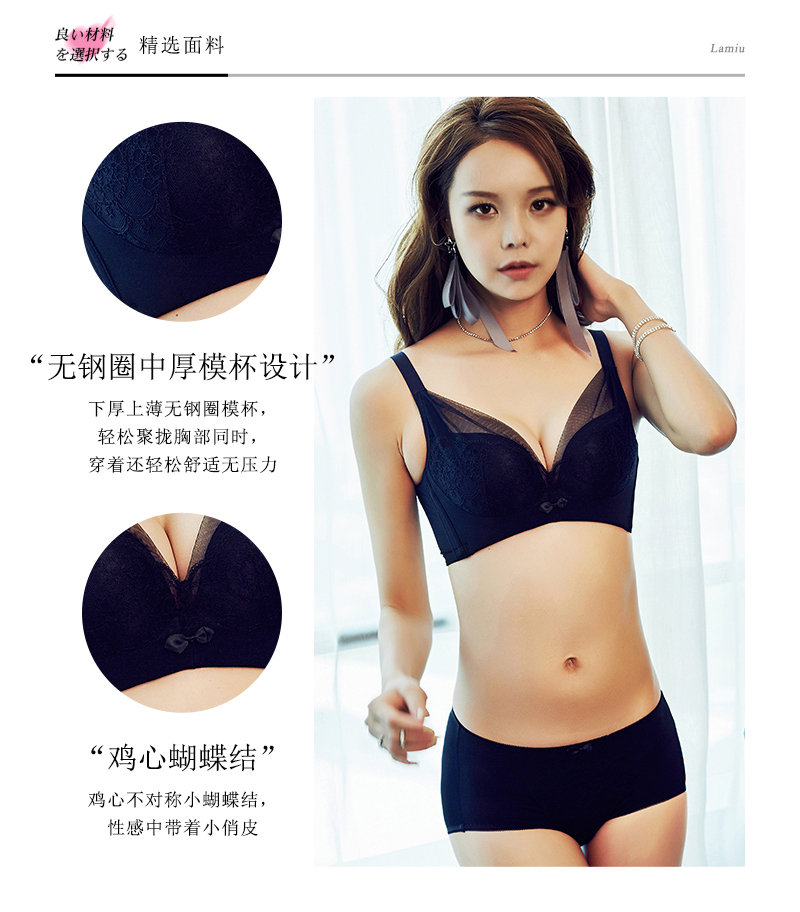 良い材料
を選択する
精选面料
Lamiu
“无钢圈中厚模杯设计”
下厚上薄无钢圈模杯，
轻松聚拢胸部同时，
穿着还轻松舒适无压力
“鸡心蝴蝶结”
鸡心不对称小蝴蝶结，
性感中带着小俏皮